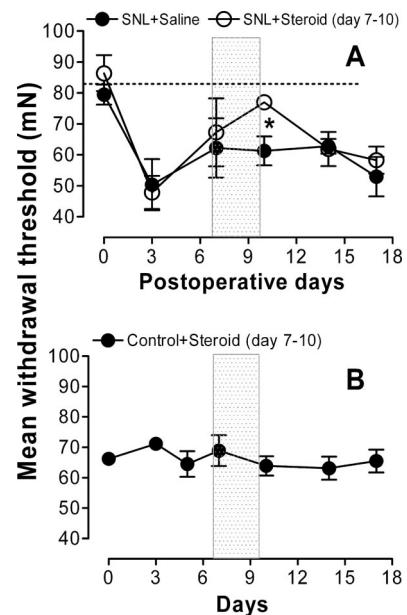 SNL+Saline SNL+Steroid (day 7-10)
A
100
90
80
70
60
50
40
*
0 3 6 9 12 15 18
Postoperative days
Mean withdrawal threshold (mN)
Control+Steroid (day 7-10)
B
100
90
80
70
60
50
40
0 3 6 9 12 15 18
Days